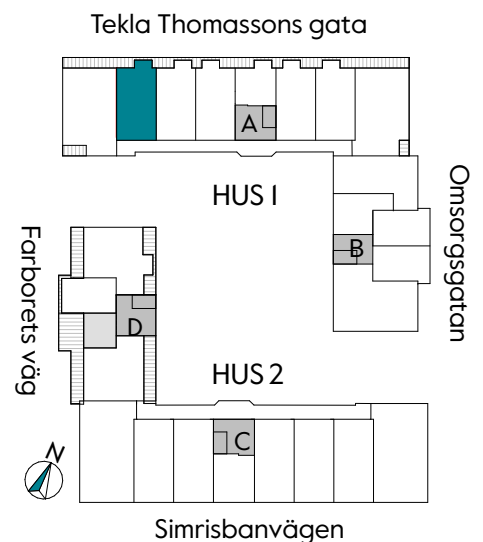 Tekla Thomassons gata
A
HUS 1
Omsorgsgatan
B
Farborets väg
D
HUS 2
C
N
Simrisbanvägen